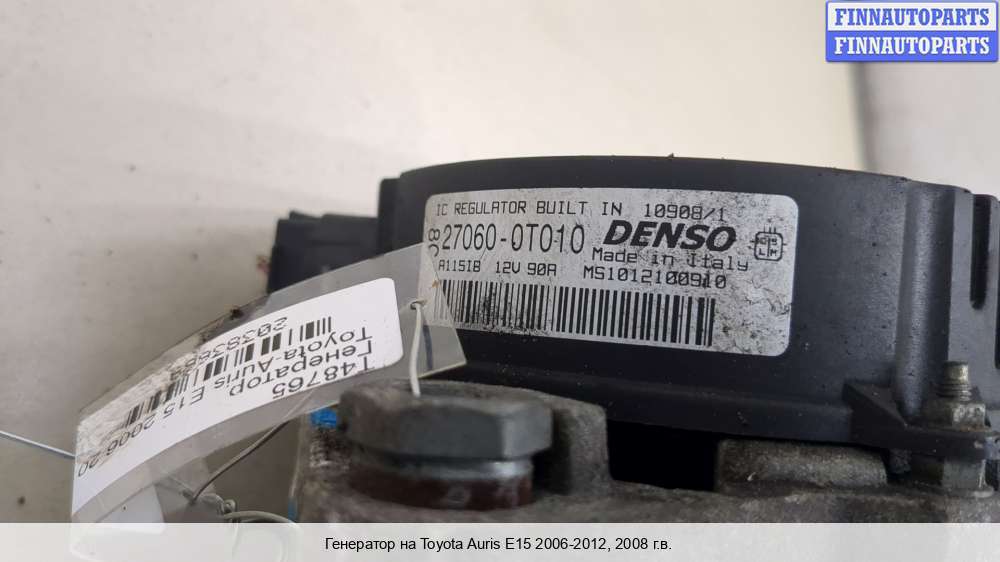 FINNAUTOPARTS
FINNAUTOPARTS
IC REGULATOR BUILT IN 10908/1
27060-0T010 DENSO
Made in Italy
A115IB 12V 90A MS1012100910
T48765
Генератор
Toyota Auris E15 2006-20
Генератор на Toyota Auris E15 2006-2012, 2008 г.в.